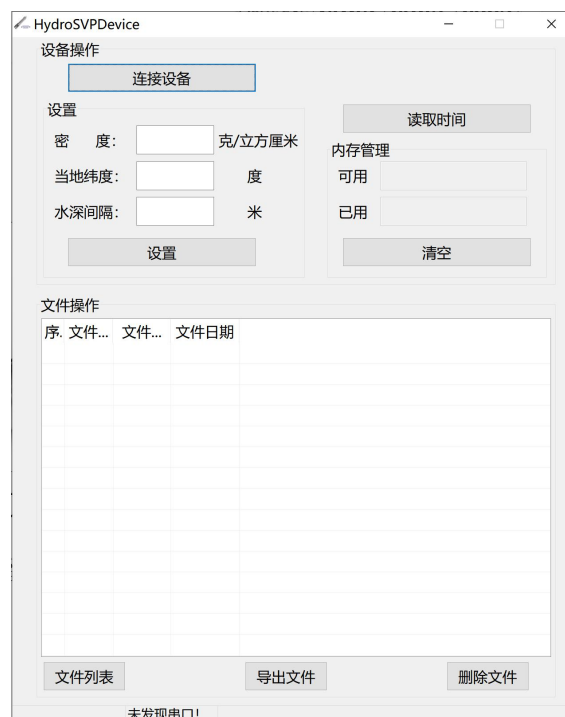 HydroSVPDevice
设备操作
连接设备
设置
密 度：
克/立方厘米
当地纬度：
度
水深间隔：
米
设置
读取时间
内存管理
可用
已用
清空
文件操作
序. 文件... 文件... 文件日期
文件列表
导出文件
删除文件
未发现串口！